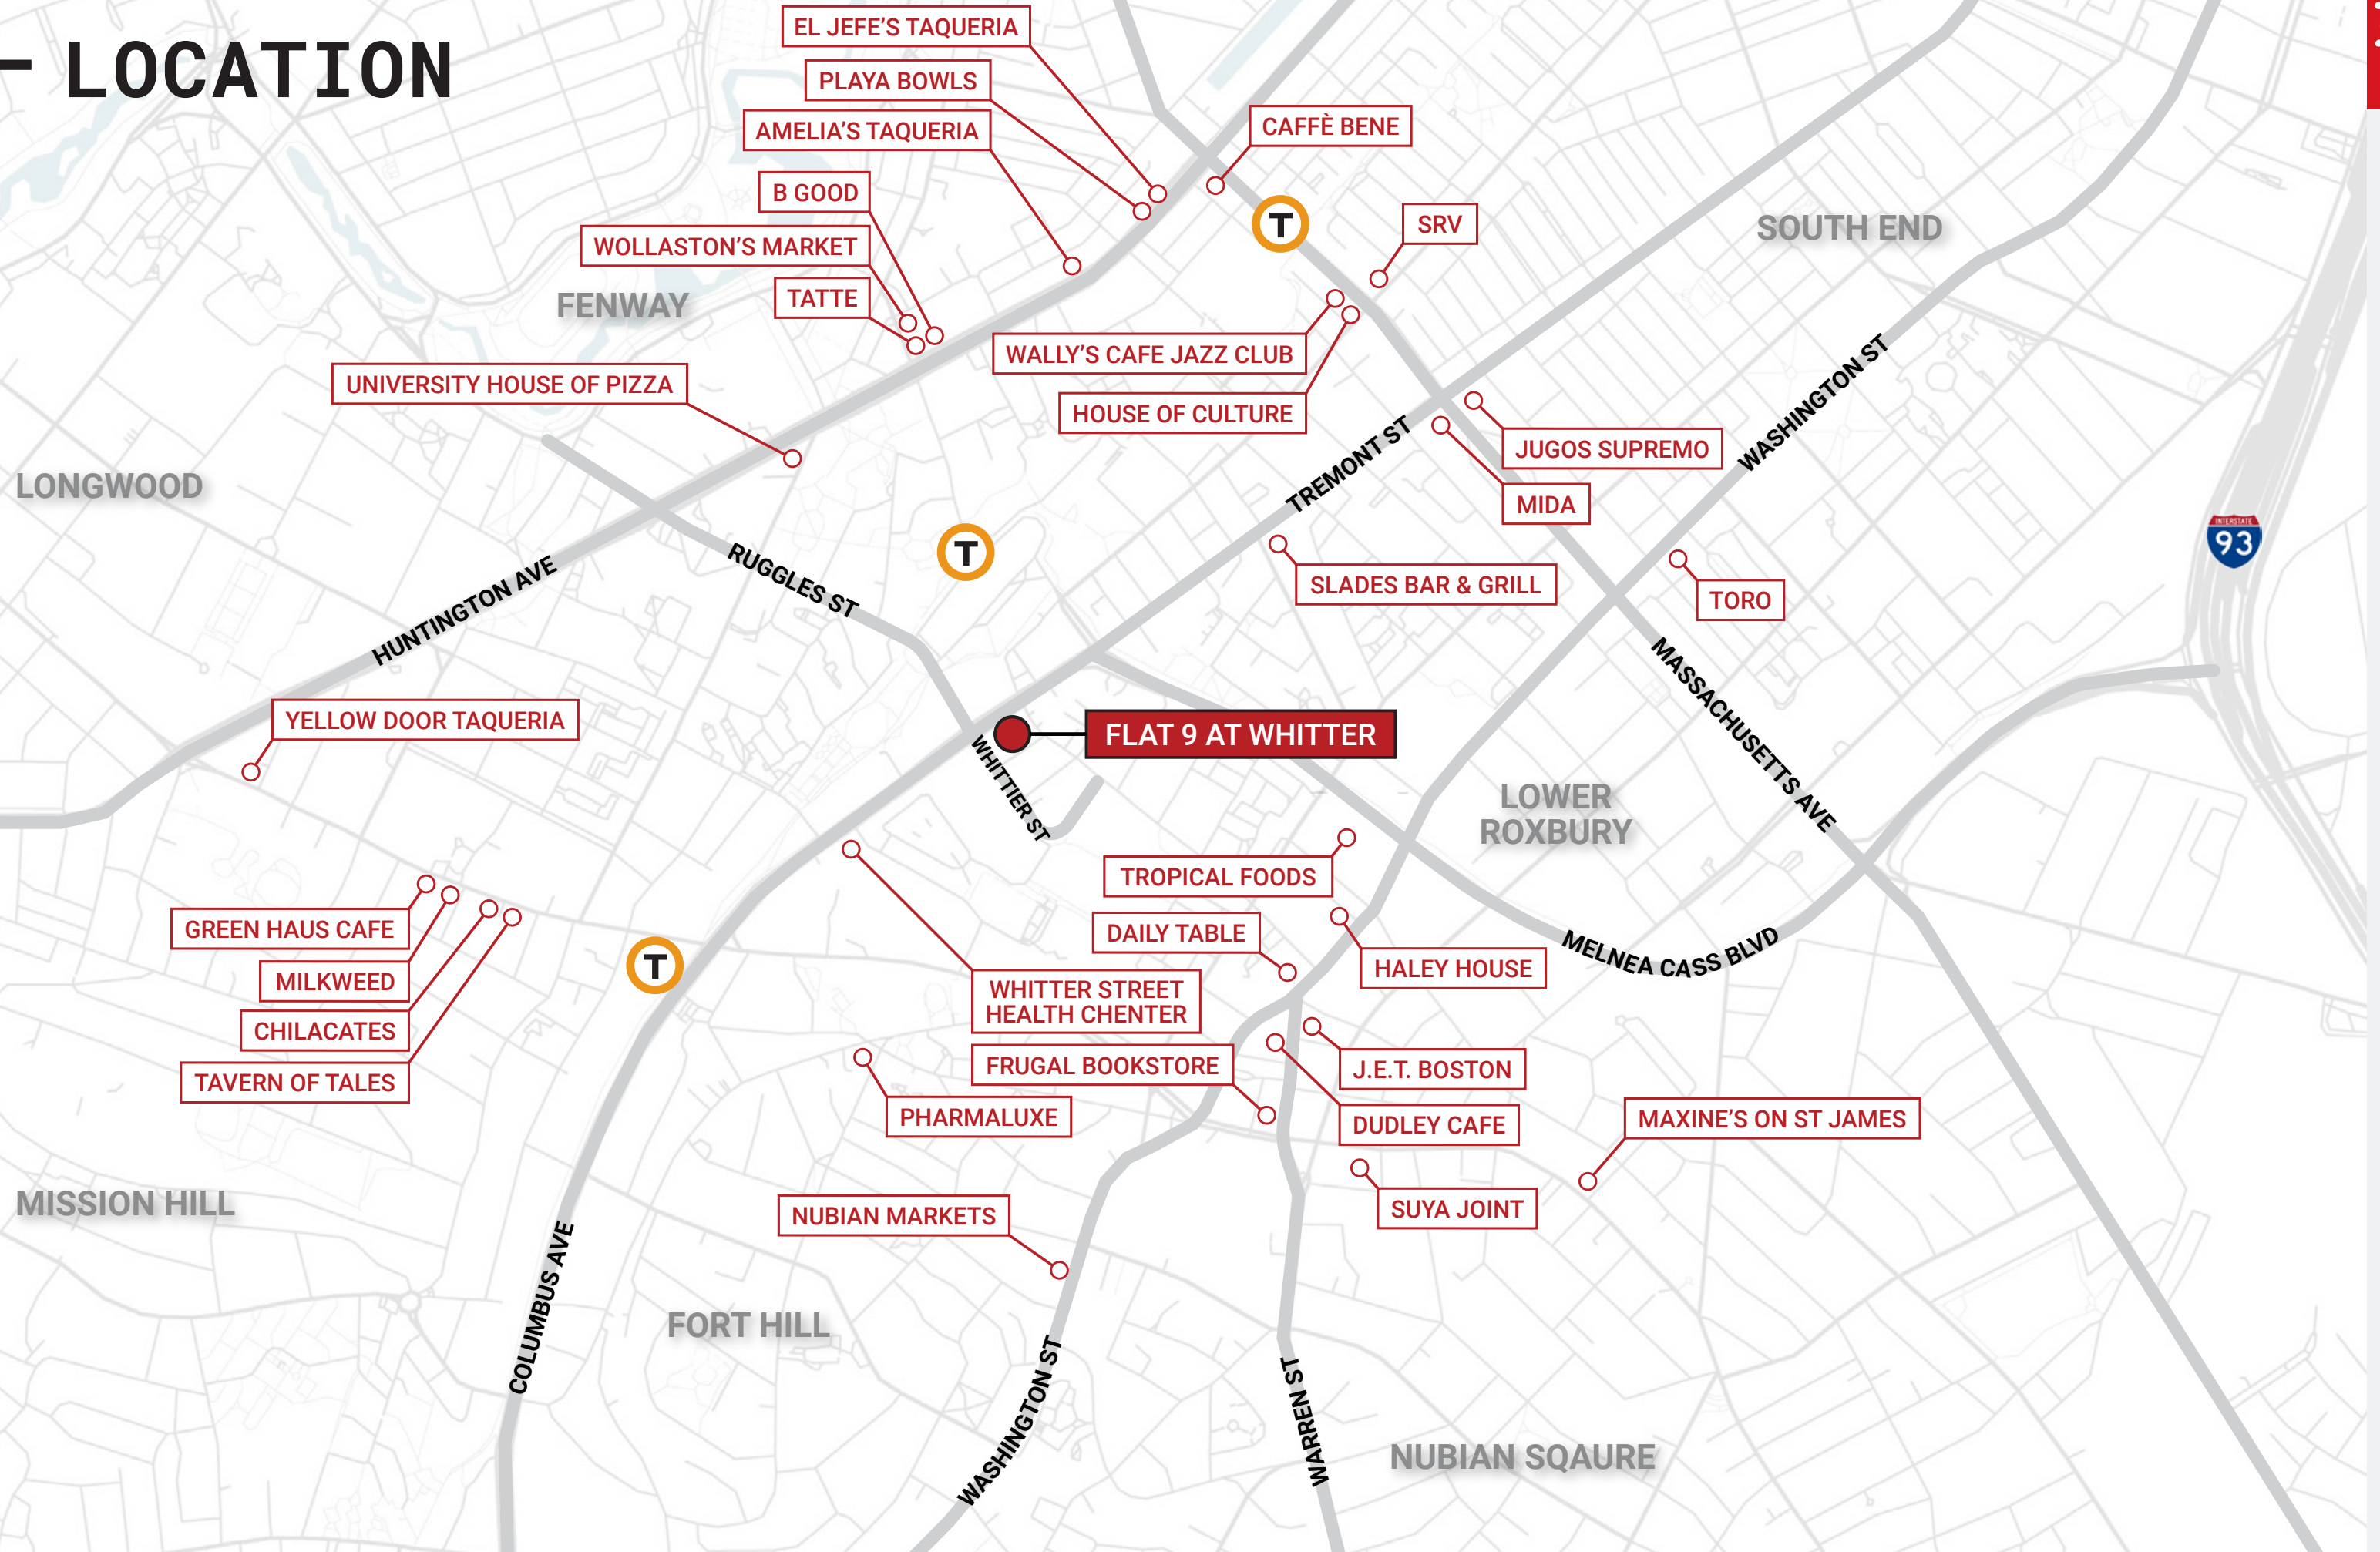 LOCATION
EL JEFE'S TAQUERIA
PLAYA BOWLS
AMELIA'S TAQUERIA
CAFFÈ BENE
B GOOD
T
SRV
SOUTH END
WOLLASTON'S MARKET
TATTE
FENWAY
WALLY'S CAFE JAZZ CLUB
UNIVERSITY HOUSE OF PIZZA
HOUSE OF CULTURE
JUGOS SUPREMO
WASHINGTON ST
TREMONT ST
LONGWOOD
MIDA
INTERSTATE
93
T
RUGGLES ST
SLADES BAR & GRILL
TORO
HUNTINGTON AVE
YELLOW DOOR TAQUERIA
FLAT 9 AT WHITTER
MASSACHUSETTS AVE
WHITTIER ST
LOWER
ROXBURY
TROPICAL FOODS
GREEN HAUS CAFE
DAILY TABLE
MELNEA CASS BLVD
T
HALEY HOUSE
MILKWEED
WHITTER STREET
HEALTH CHENTER
CHILACATES
FRUGAL BOOKSTORE
J.E.T. BOSTON
TAVERN OF TALES
PHARMALUXE
DUDLEY CAFE
MAXINE'S ON ST JAMES
MISSION HILL
NUBIAN MARKETS
SUYA JOINT
COLUMBUS AVE
FORT HILL
WASHINGTON ST
WARREN ST
NUBIAN SQAURE